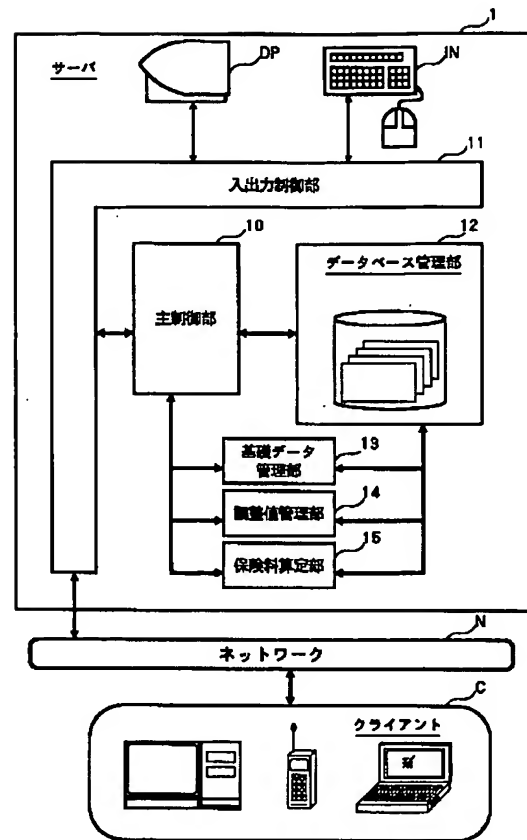 1
サーバ
DP
IN
11
入出力制御部
10
12
主制御部
データベース管理部
基礎データ
管理部
13
調整値管理部
14
保険料算定部
15
N
ネットワーク
C
クライアント